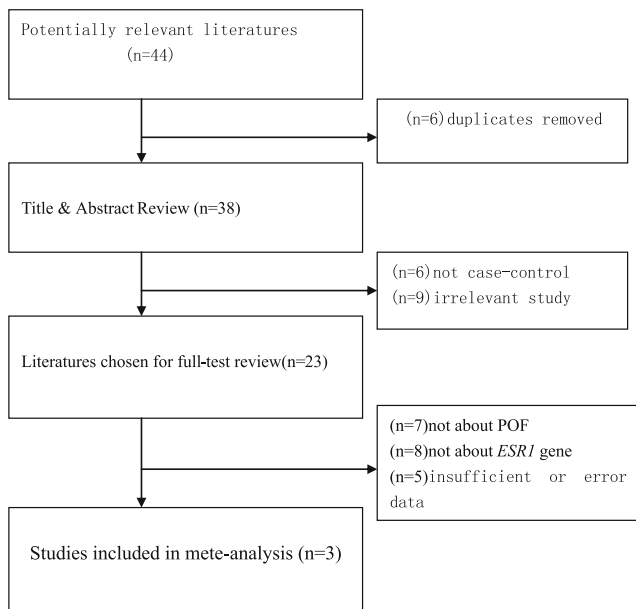 Potentially relevant literatures
(n=44)
(n=6)duplicates removed
Title & Abstract Review (n=38)
(n=6)not case-control
(n=9)irrelevant study
Literatures chosen for full-test review(n=23)
(n=7)not about POF
(n=8)not about ESR1 gene
(n=5)insufficient or error
data
Studies included in mete-analysis (n=3)